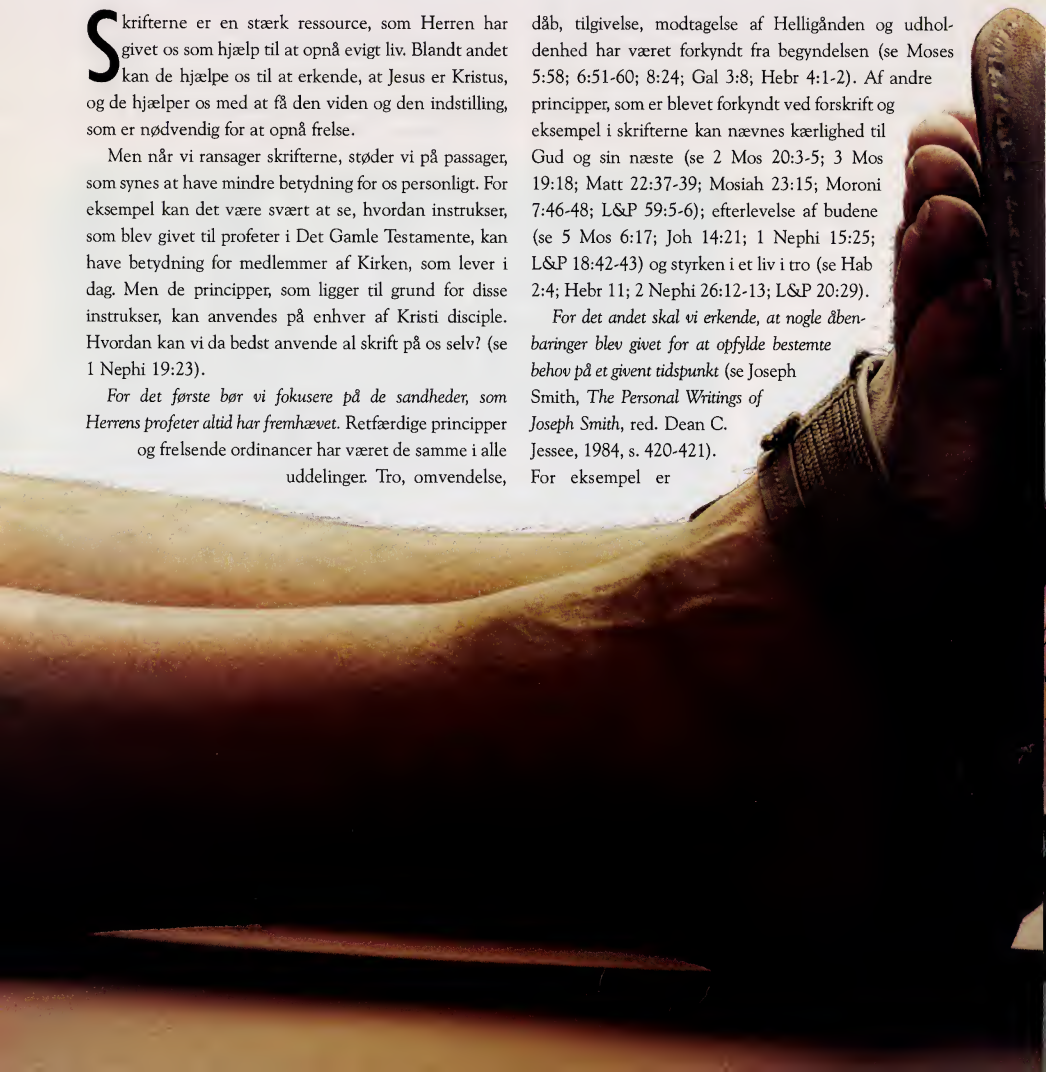 Skrifterne er en stærk ressource, som Herren har
givet os som hjælp til at opnå evigt liv. Blandt andet
kan de hjælpe os til at erkende, at Jesus er Kristus,
og de hjælper os med at få den viden og den indstilling,
som er nødvendig for at opnå frelse.
Men når vi ransager skrifterne, støder vi på passager,
som synes at have mindre betydning for os personligt. For
eksempel kan det være svært at se, hvordan instrukser,
som blev givet til profeter i Det Gamle Testamente, kan
have betydning for medlemmer af Kirken, som lever i
dag. Men de principper, som ligger til grund for disse
instrukser, kan anvendes på enhver af Kristi disciple.
Hvordan kan vi da bedst anvende al skrift på os selv? (se
1 Nephi 19:23).
For det første bør vi fokusere på de sandheder, som
Herrens profeter altid har fremhævet. Retfærdige principper
og frelsende ordinancer har været de samme i alle
uddelinger. Tro, omvendelse,
dåb, tilgivelse, modtagelse af Helligånden og udhol-
denhed har været forkyndt fra begyndelsen (se Moses
5:58; 6:51-60; 8:24; Gal 3:8; Hebr 4:1-2). Af andre
principper, som er blevet forkyndt ved forskrift og
eksempel i skrifterne kan nævnes kærlighed til
Gud og sin næste (se 2 Mos 20:3-5; 3 Mos
19:18; Matt 22:37-39; Mosiah 23:15; Moroni
7:46-48; L&P 59:5-6); efterlevelse af budene
(se 5 Mos 6:17; Joh 14:21; 1 Nephi 15:25;
L&P 18:42-43) og styrken i et liv i tro (se Hab
2:4; Hebr 11; 2 Nephi 26:12-13; L&P 20:29).
For det andet skal vi erkende, at nogle åben-
baringer blev givet for at opfylde bestemte
behov på et givent tidspunkt (se Joseph
Smith, The Personal Writings of
Joseph Smith, red. Dean C.
Jessee, 1984, s. 420-421).
For eksempel er